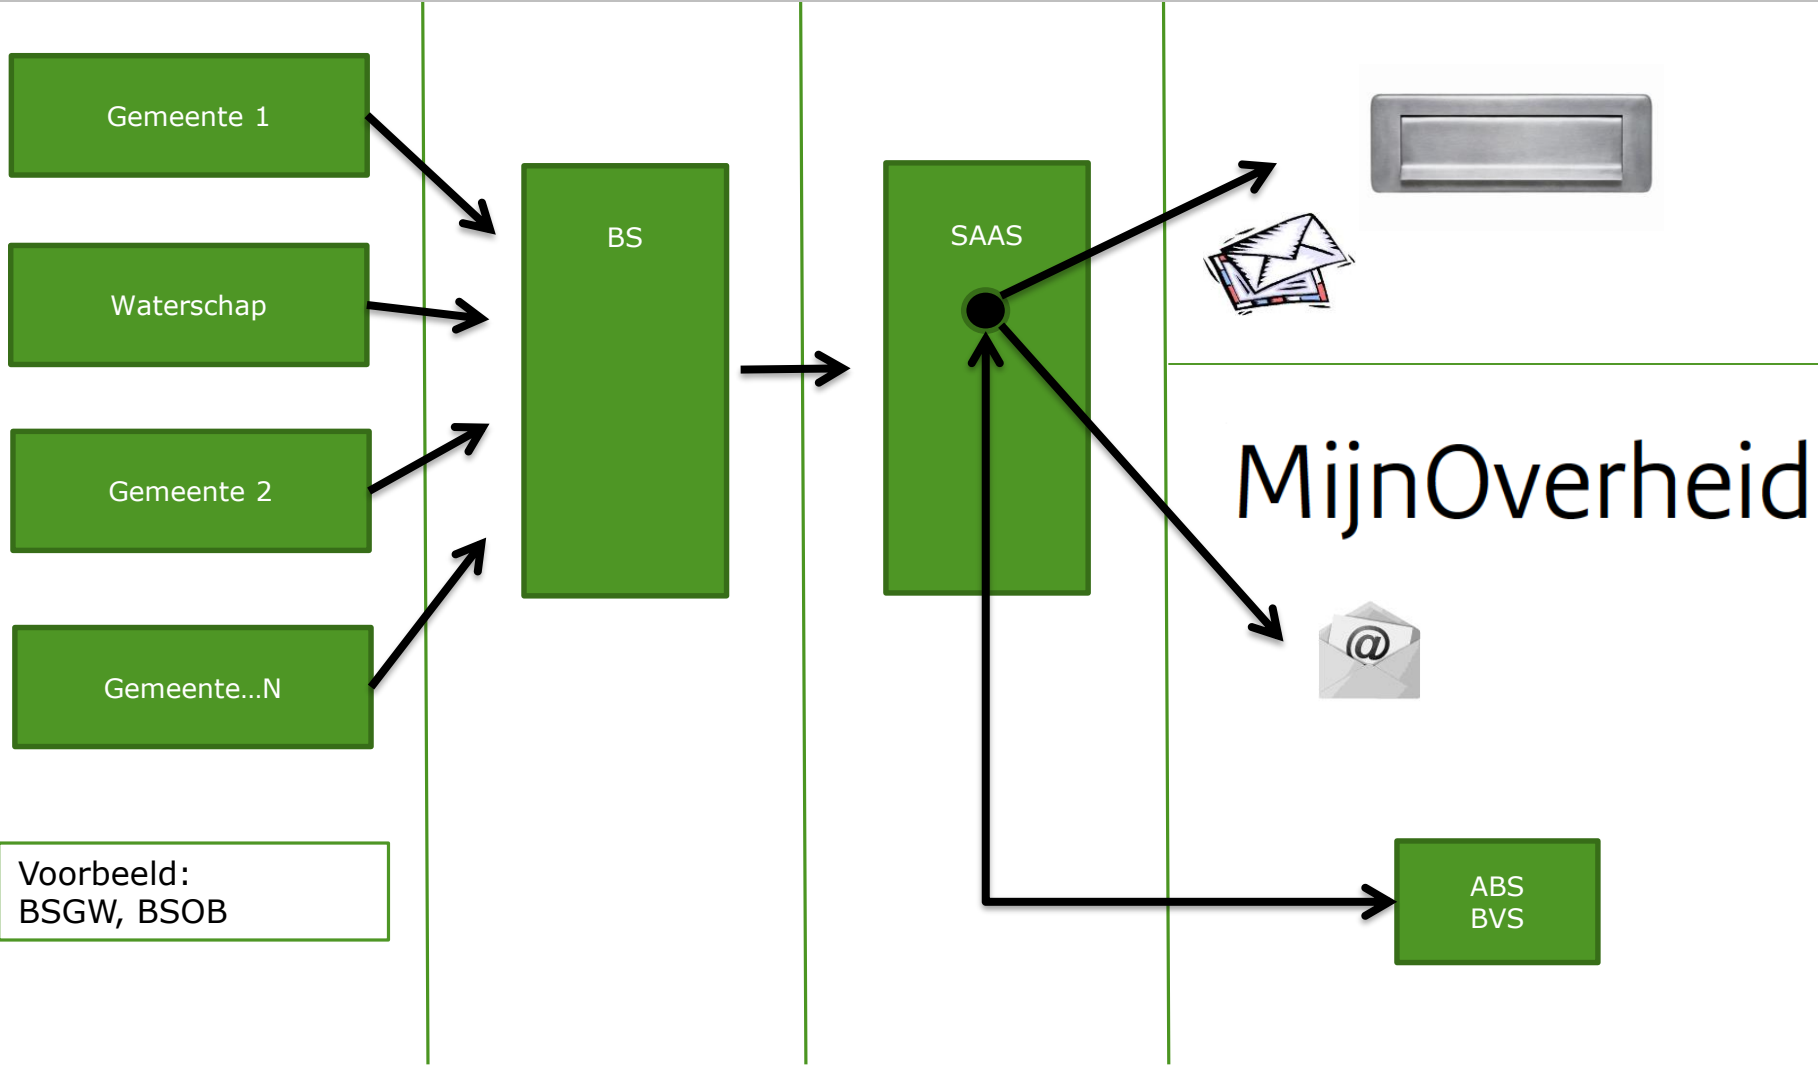 Gemeente 1
Waterschap
Gemeente 2
Gemeente...N
Voorbeeld:
BSGW, BSOB
BS
SAAS
MijnOverheid
@
ABS
BVS